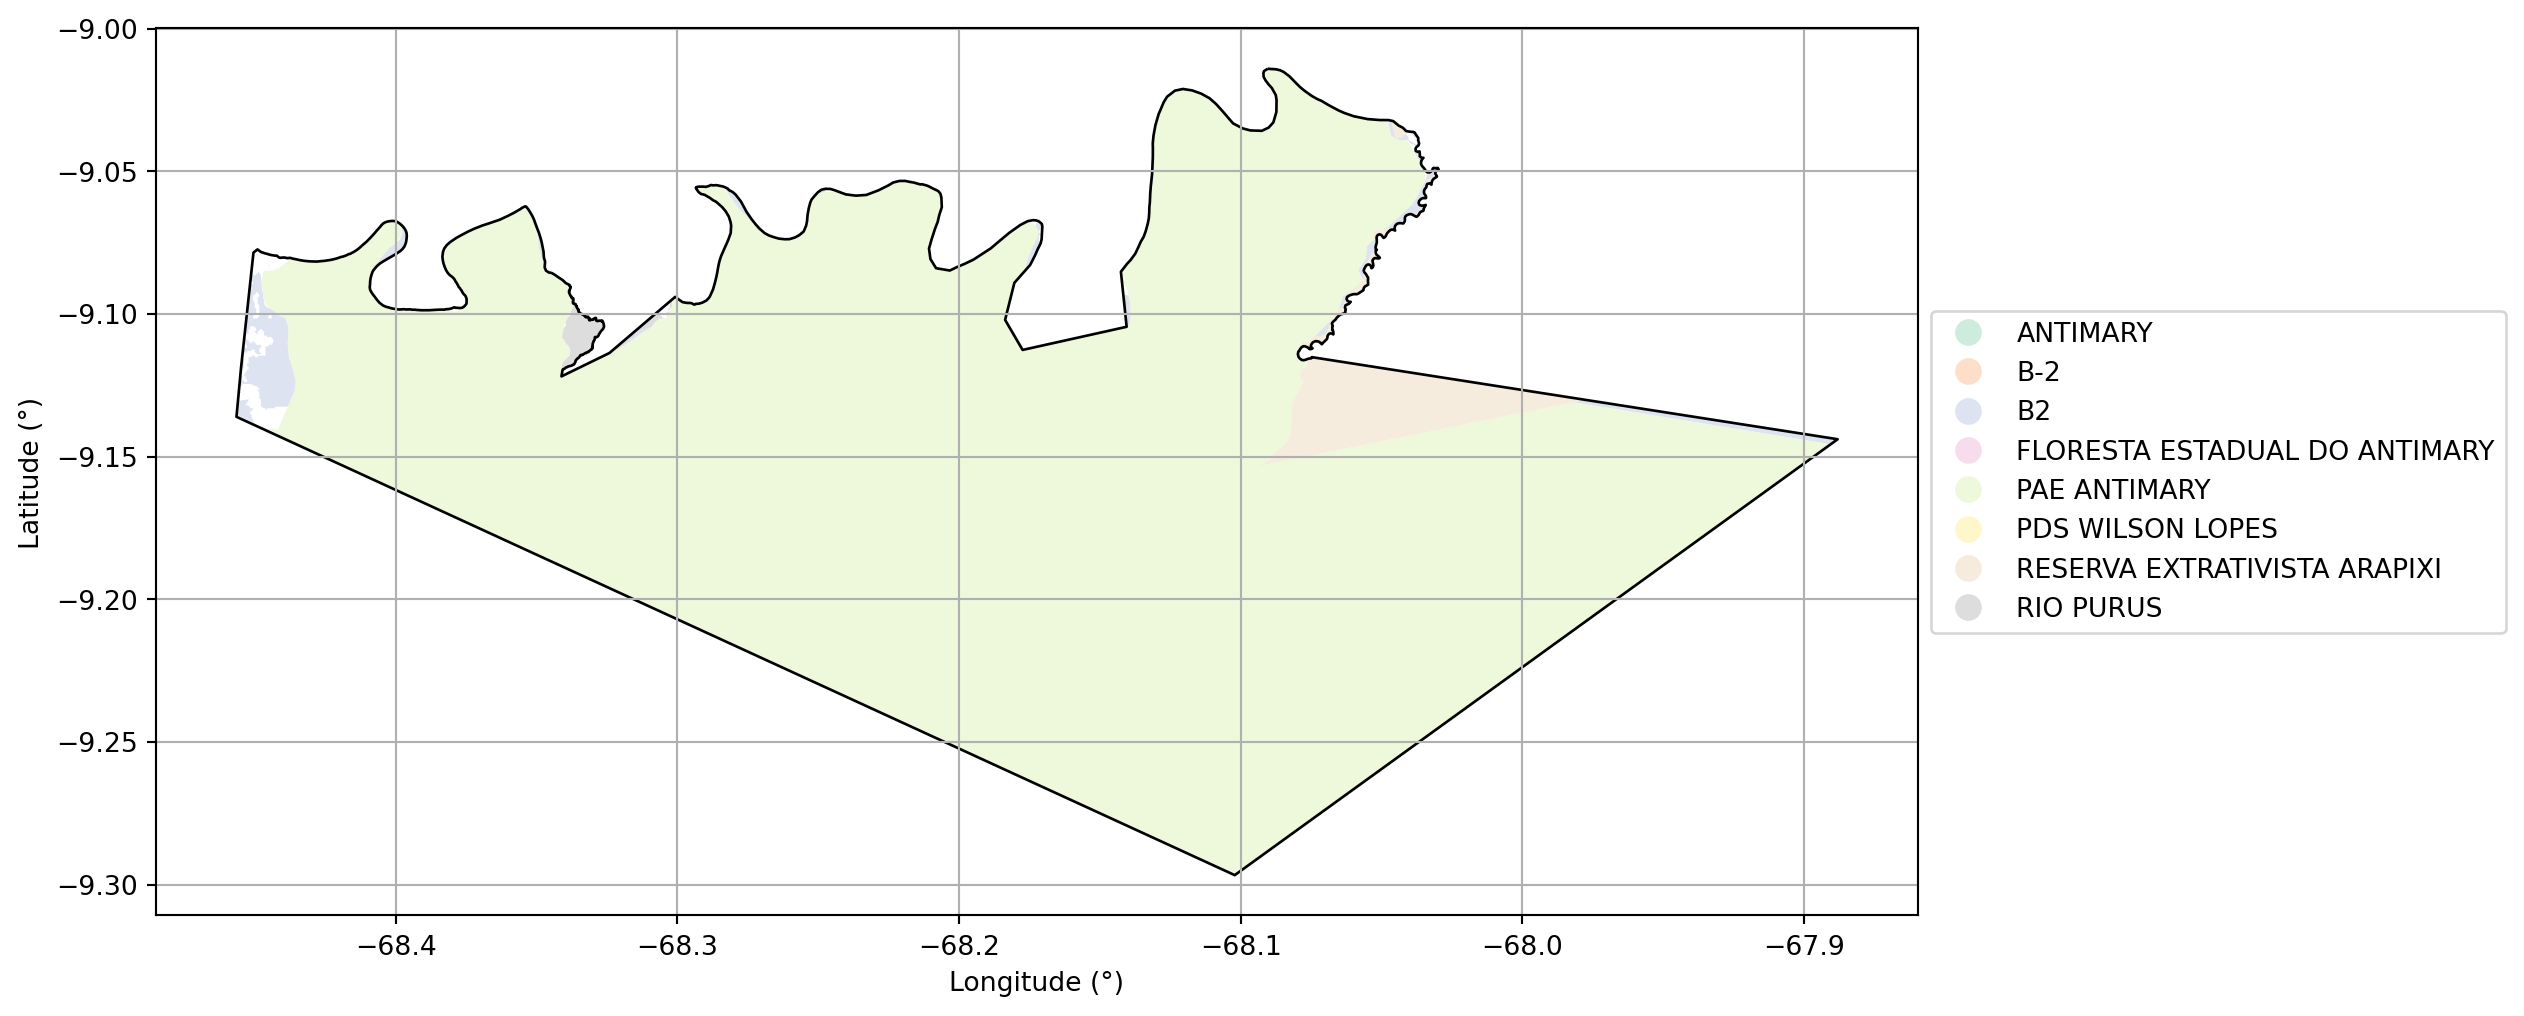 −9.00
−9.05
−9.10
−9.15
−9.20
−9.25
−9.30
Latitude (°)
−68.4
−68.3
−68.2
−68.1
−68.0
−67.9
Longitude (°)
ANTIMARY
B-2
B2
FLORESTA ESTADUAL DO ANTIMARY
PAE ANTIMARY
PDS WILSON LOPES
RESERVA EXTRATIVISTA ARAPIXI
RIO PURUS